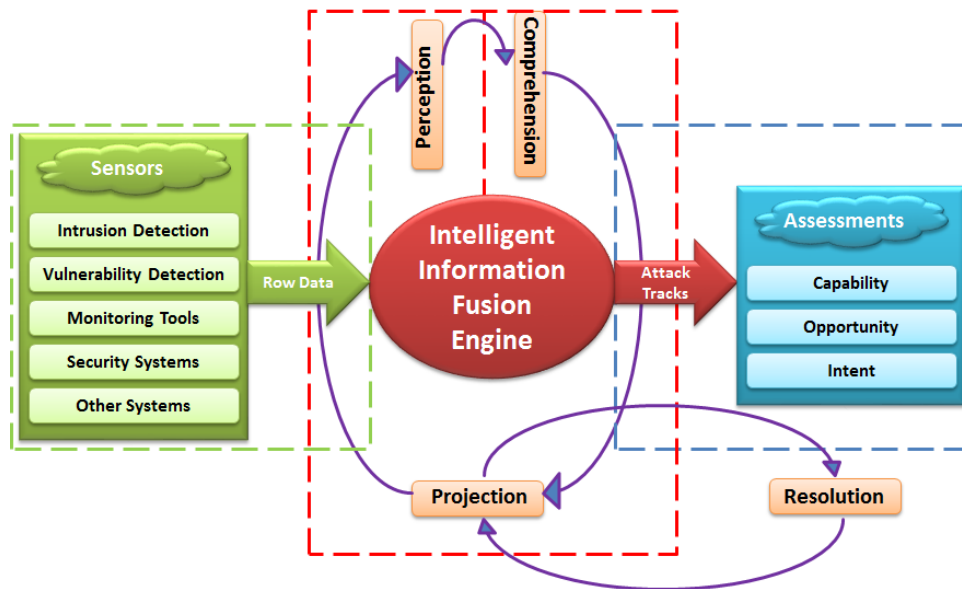 Perception
Comprehension
Sensors
Intrusion Detection
Vulnerability Detection
Monitoring Tools
Security Systems
Other Systems
Row Data
Intelligent
Information
Fusion
Engine
Attack
Tracks
Assessments
Capability
Opportunity
Intent
Projection
Resolution